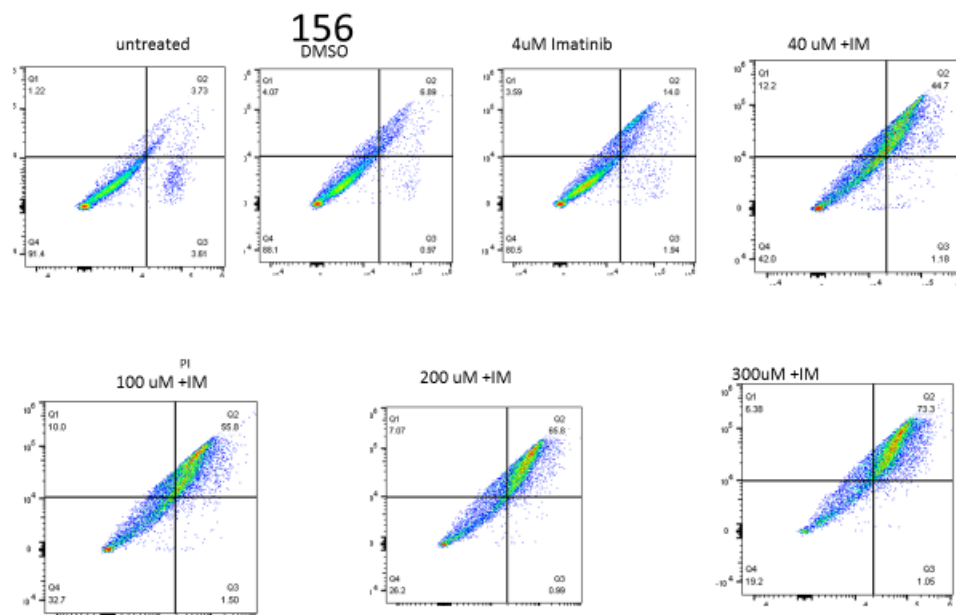 156
untreated
DMSO
4uM Imatinib
40 uM +IM
Q1
1.22
Q2
3.73
Q4
91.4
Q3
3.61
Q1
4.07
Q2
6.89
Q4
88.1
Q3
0.97
Q1
3.59
Q2
14.0
Q4
80.5
Q3
1.94
Q1
12.2
Q2
44.7
Q4
42.0
Q3
1.18
PI
100 uM +IM
200 uM +IM
300uM +IM
Q1
10.0
Q2
55.8
Q4
32.7
Q3
1.50
Q1
7.07
Q2
65.8
Q4
26.2
Q3
0.99
Q1
6.38
Q2
73.3
Q4
19.2
Q3
1.05